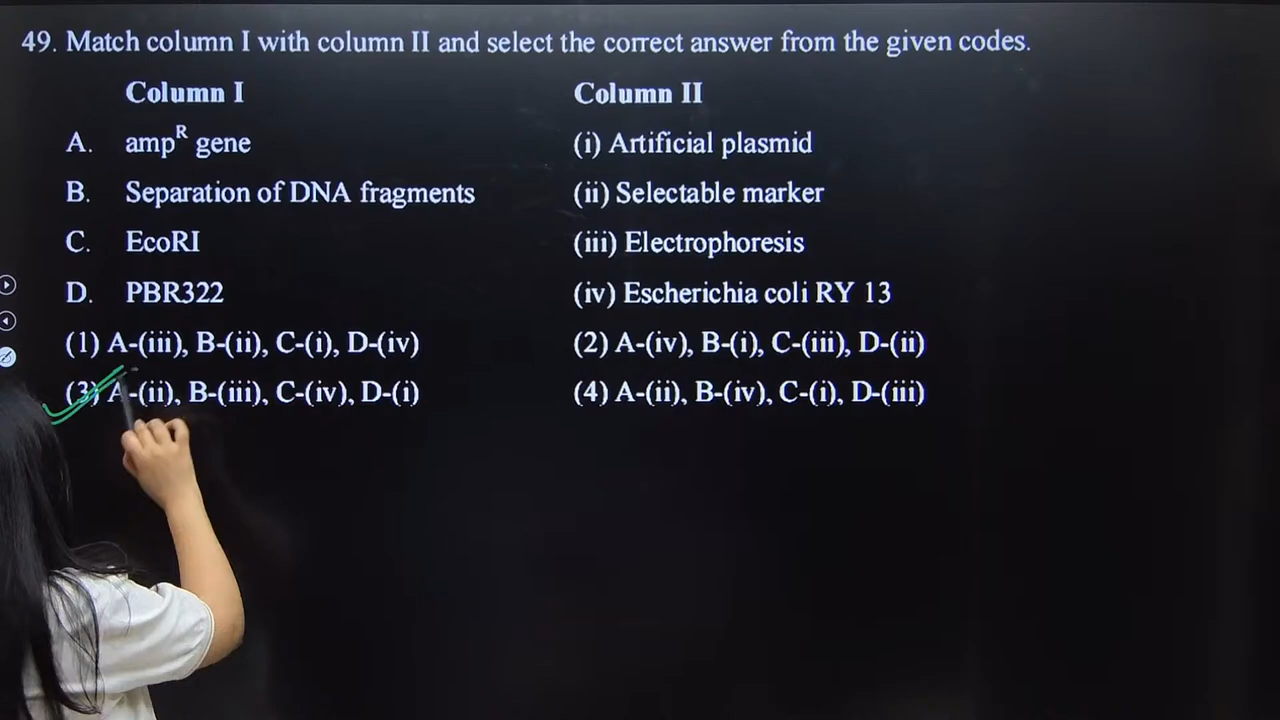 49. Match column I with column II and select the correct answer from the given codes.
Column I Column II
A. ampᴿ gene (i) Artificial plasmid
B. Separation of DNA fragments (ii) Selectable marker
C. EcoRI (iii) Electrophoresis
D. PBR322 (iv) Escherichia coli RY 13
(1) A-(iii), B-(ii), C-(i), D-(iv) (2) A-(iv), B-(i), C-(iii), D-(ii)
(3) A-(ii), B-(iii), C-(iv), D-(i) (4) A-(ii), B-(iv), C-(i), D-(iii)